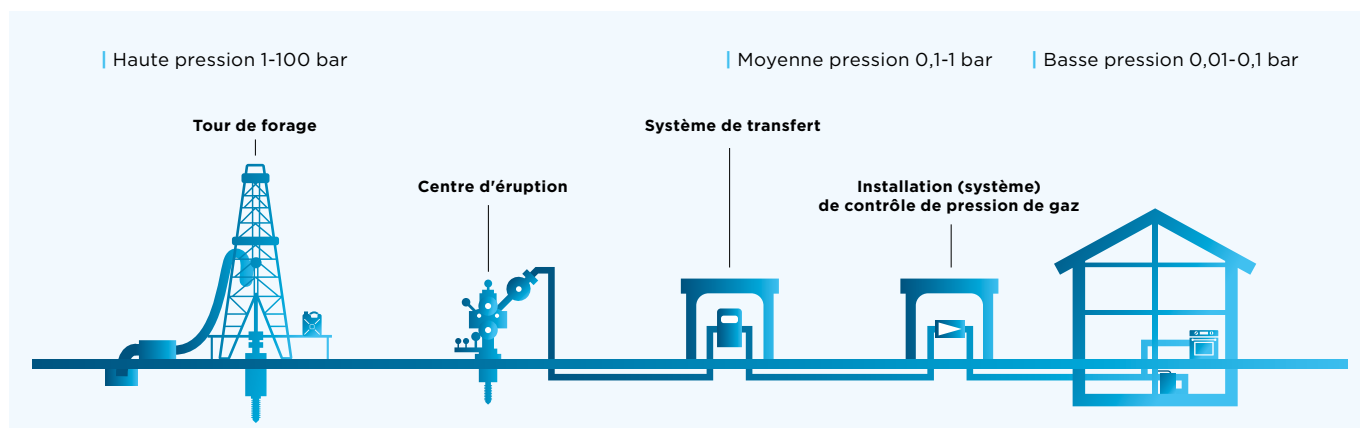 Haute pression 1-100 bar
Moyenne pression 0,1-1 bar
Basse pression 0,01-0,1 bar
Tour de forage
Système de transfert
Centre d'éruption
Installation (système)
de contrôle de pression de gaz